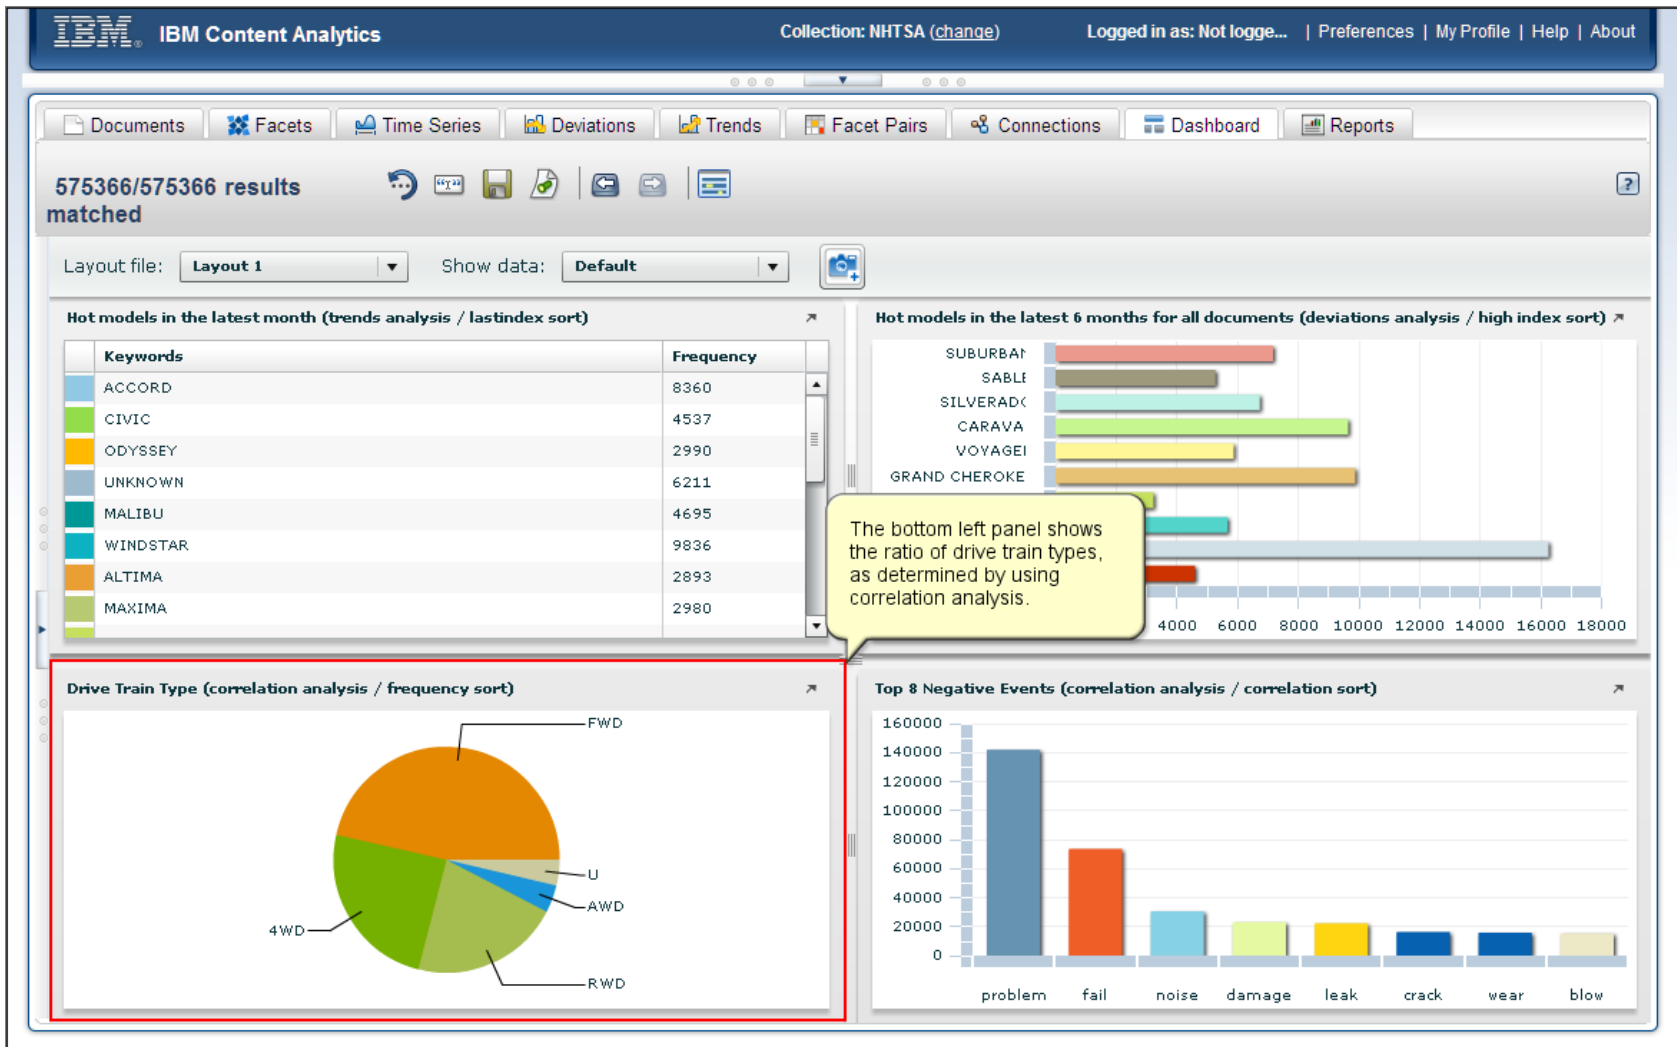 IBM® IBM Content Analytics
Collection: NHTSA (change)
Logged in as: Not logge... | Preferences | My Profile | Help | About
Documents
Facets
Time Series
Deviations
Trends
Facet Pairs
Connections
Dashboard
Reports
575366/575366 results
matched
Layout file: Layout 1
Show data: Default
Hot models in the latest month (trends analysis / lastindex sort)
Keywords Frequency
ACCORD 8360
CIVIC 4537
ODYSSEY 2990
UNKNOWN 6211
MALIBU 4695
WINDSTAR 9836
ALTIMA 2893
MAXIMA 2980
Hot models in the latest 6 months for all documents (deviations analysis / high index sort)
SUBURBAN
SABLE
SILVERADO
CARAVA
VOYAGER
GRAND CHEROKE
4000 6000 8000 10000 12000 14000 16000 18000
The bottom left panel shows
the ratio of drive train types,
as determined by using
correlation analysis.
Drive Train Type (correlation analysis / frequency sort)
FWD
U
AWD
4WD
RWD
Top 8 Negative Events (correlation analysis / correlation sort)
160000
140000
120000
100000
80000
60000
40000
20000
0
problem fail noise damage leak crack wear blow